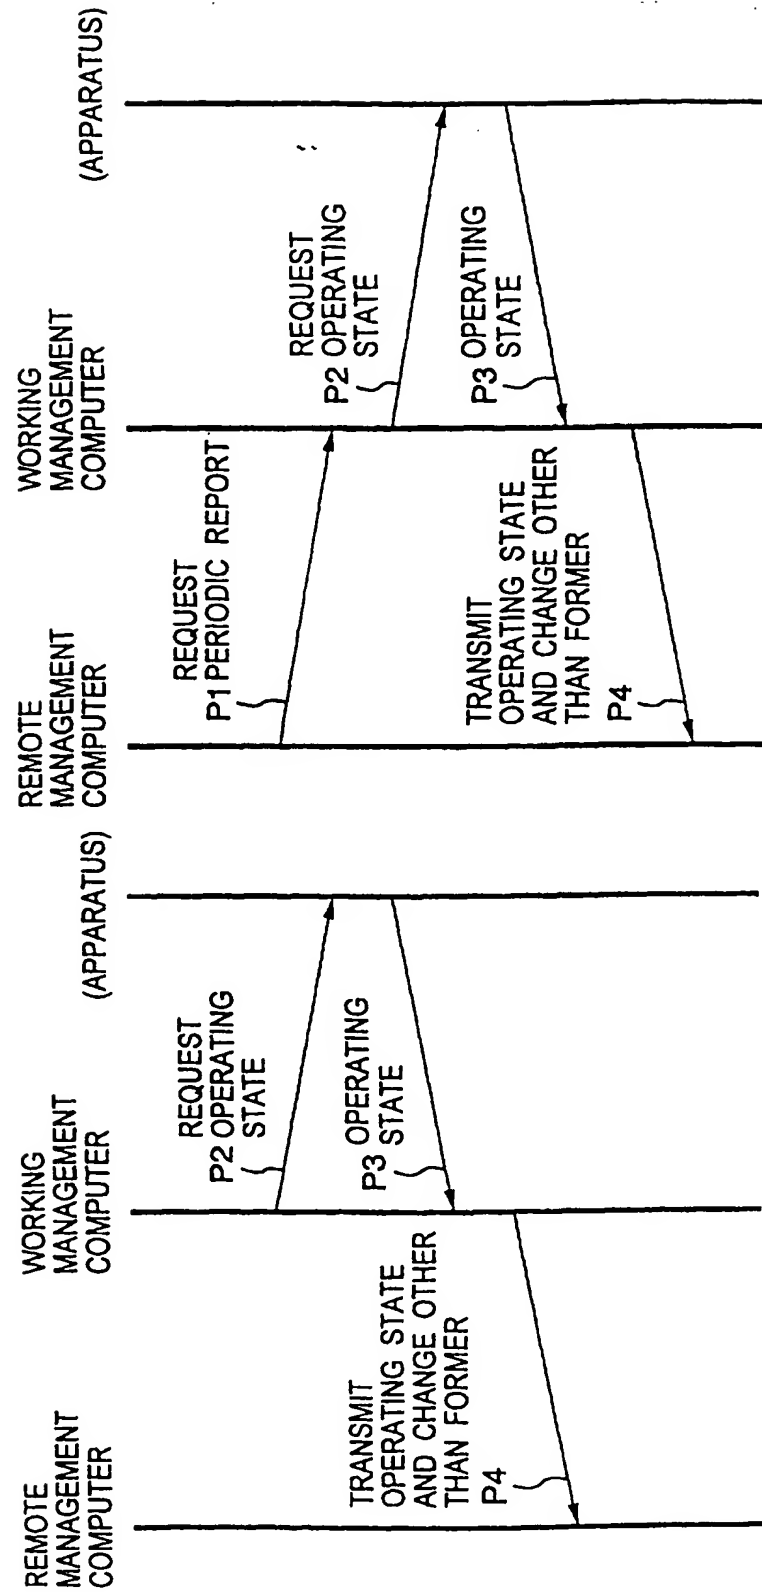 REMOTE
MANAGEMENT
COMPUTER
WORKING
MANAGEMENT
COMPUTER
(APPARATUS)
REQUEST
P2 OPERATING
STATE
P3 OPERATING
STATE
TRANSMIT
OPERATING STATE
AND CHANGE OTHER
THAN FORMER
P4
REMOTE
MANAGEMENT
COMPUTER
WORKING
MANAGEMENT
COMPUTER
(APPARATUS)
REQUEST
P1 PERIODIC REPORT
REQUEST
OPERATING
P2 STATE
P3 OPERATING
STATE
TRANSMIT
OPERATING STATE
AND CHANGE OTHER
THAN FORMER
P4